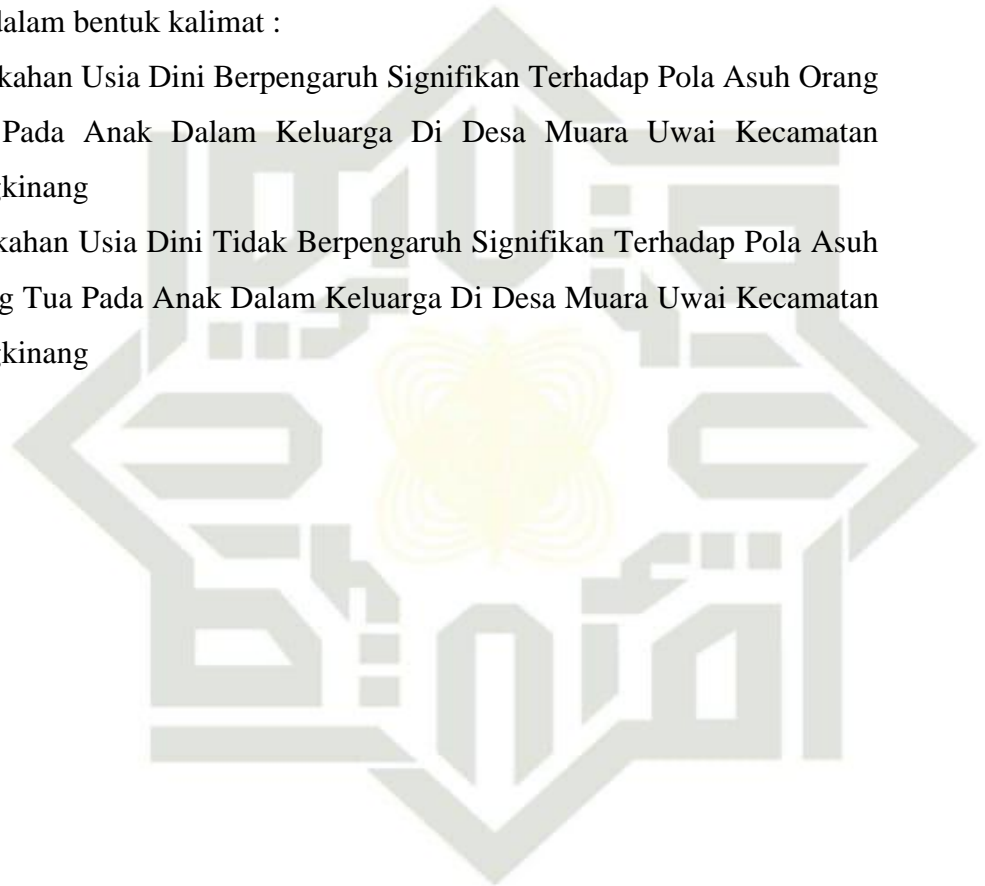 dalam bentuk kalimat :
kahan Usia Dini Berpengaruh Signifikan Terhadap Pola Asuh Orang
Pada Anak Dalam Keluarga Di Desa Muara Uwai Kecamatan
kinang
kahan Usia Dini Tidak Berpengaruh Signifikan Terhadap Pola Asuh
g Tua Pada Anak Dalam Keluarga Di Desa Muara Uwai Kecamatan
gkinang